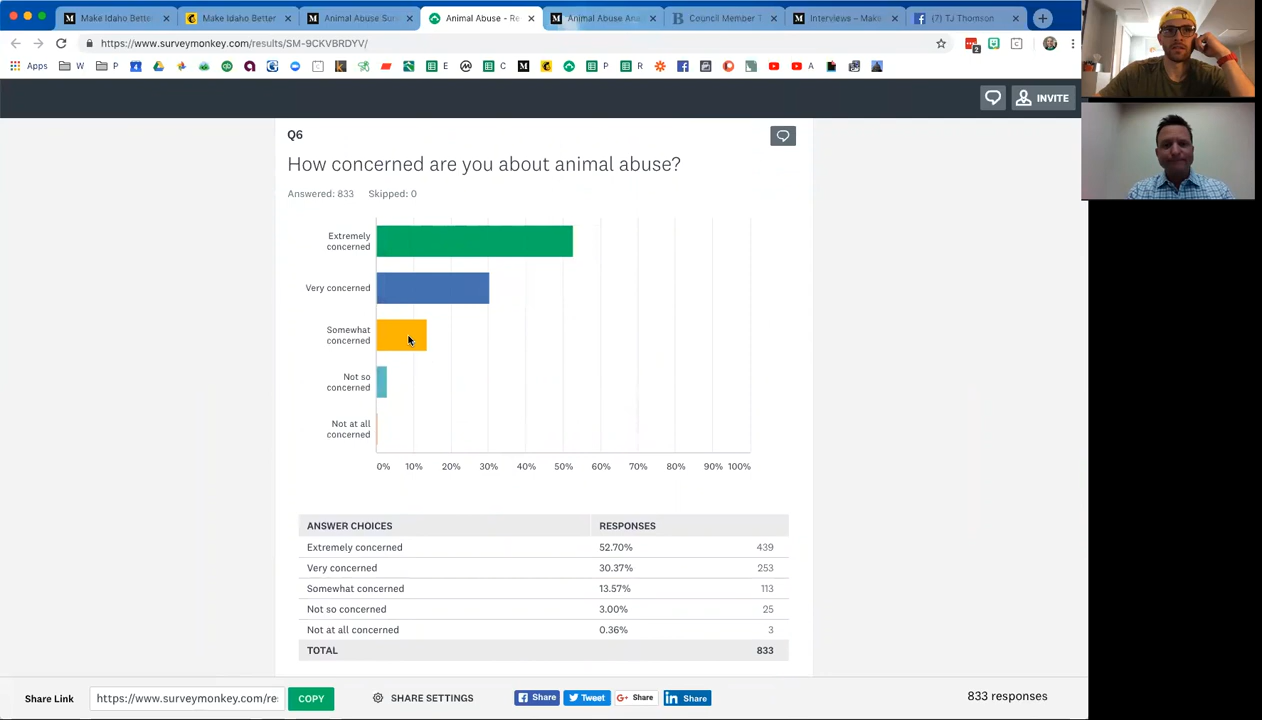 Make Idaho Better
Make Idaho Better
Animal Abuse Sur
Animal Abuse - Re
Animal Abuse Ana
Council Member T
Interviews – Make
(7) TJ Thomson
https://www.surveymonkey.com/results/SM-9CKVBRDYV/
Apps W P E C P R A
INVITE
Q6
How concerned are you about animal abuse?
Answered: 833 Skipped: 0
Extremely
concerned
Very concerned
Somewhat
concerned
Not so
concerned
Not at all
concerned
0% 10% 20% 30% 40% 50% 60% 70% 80% 90% 100%
ANSWER CHOICES RESPONSES
Extremely concerned 52.70% 439
Very concerned 30.37% 253
Somewhat concerned 13.57% 113
Not so concerned 3.00% 25
Not at all concerned 0.36% 3
TOTAL 833
Share Link https://www.surveymonkey.com/re COPY SHARE SETTINGS Share Tweet G+ Share in Share 833 responses